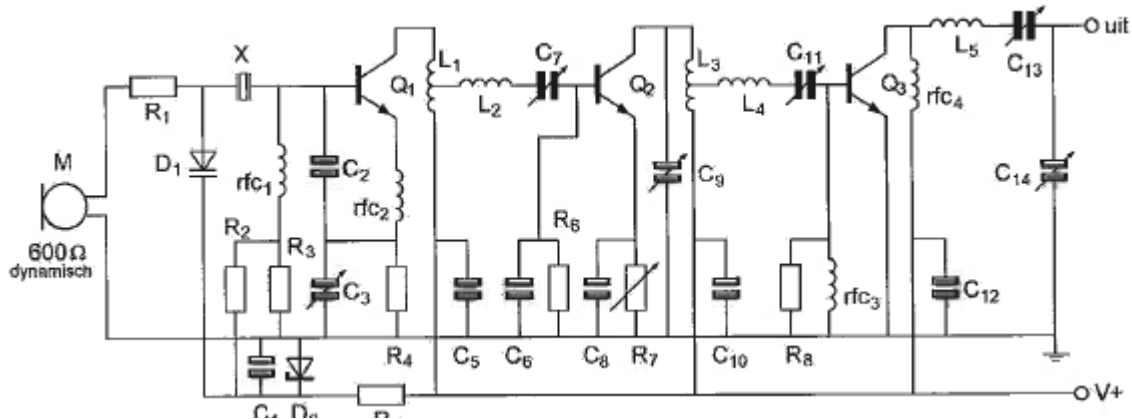 uit
L₅
C₁₃
X
C₇
C₁₁
L₁
Q₁
L₂
Q₂
L₃
L₄
Q₃
rfc₄
R₁
M
D₁
rfc₁
C₂
rfc₂
C₉
C₁₄
600Ω
dynamisch
R₂
R₃
R₆
C₃
rfc₃
C₁₂
R₄
C₅
C₆
C₈
R₇
C₁₀
R₈
V+